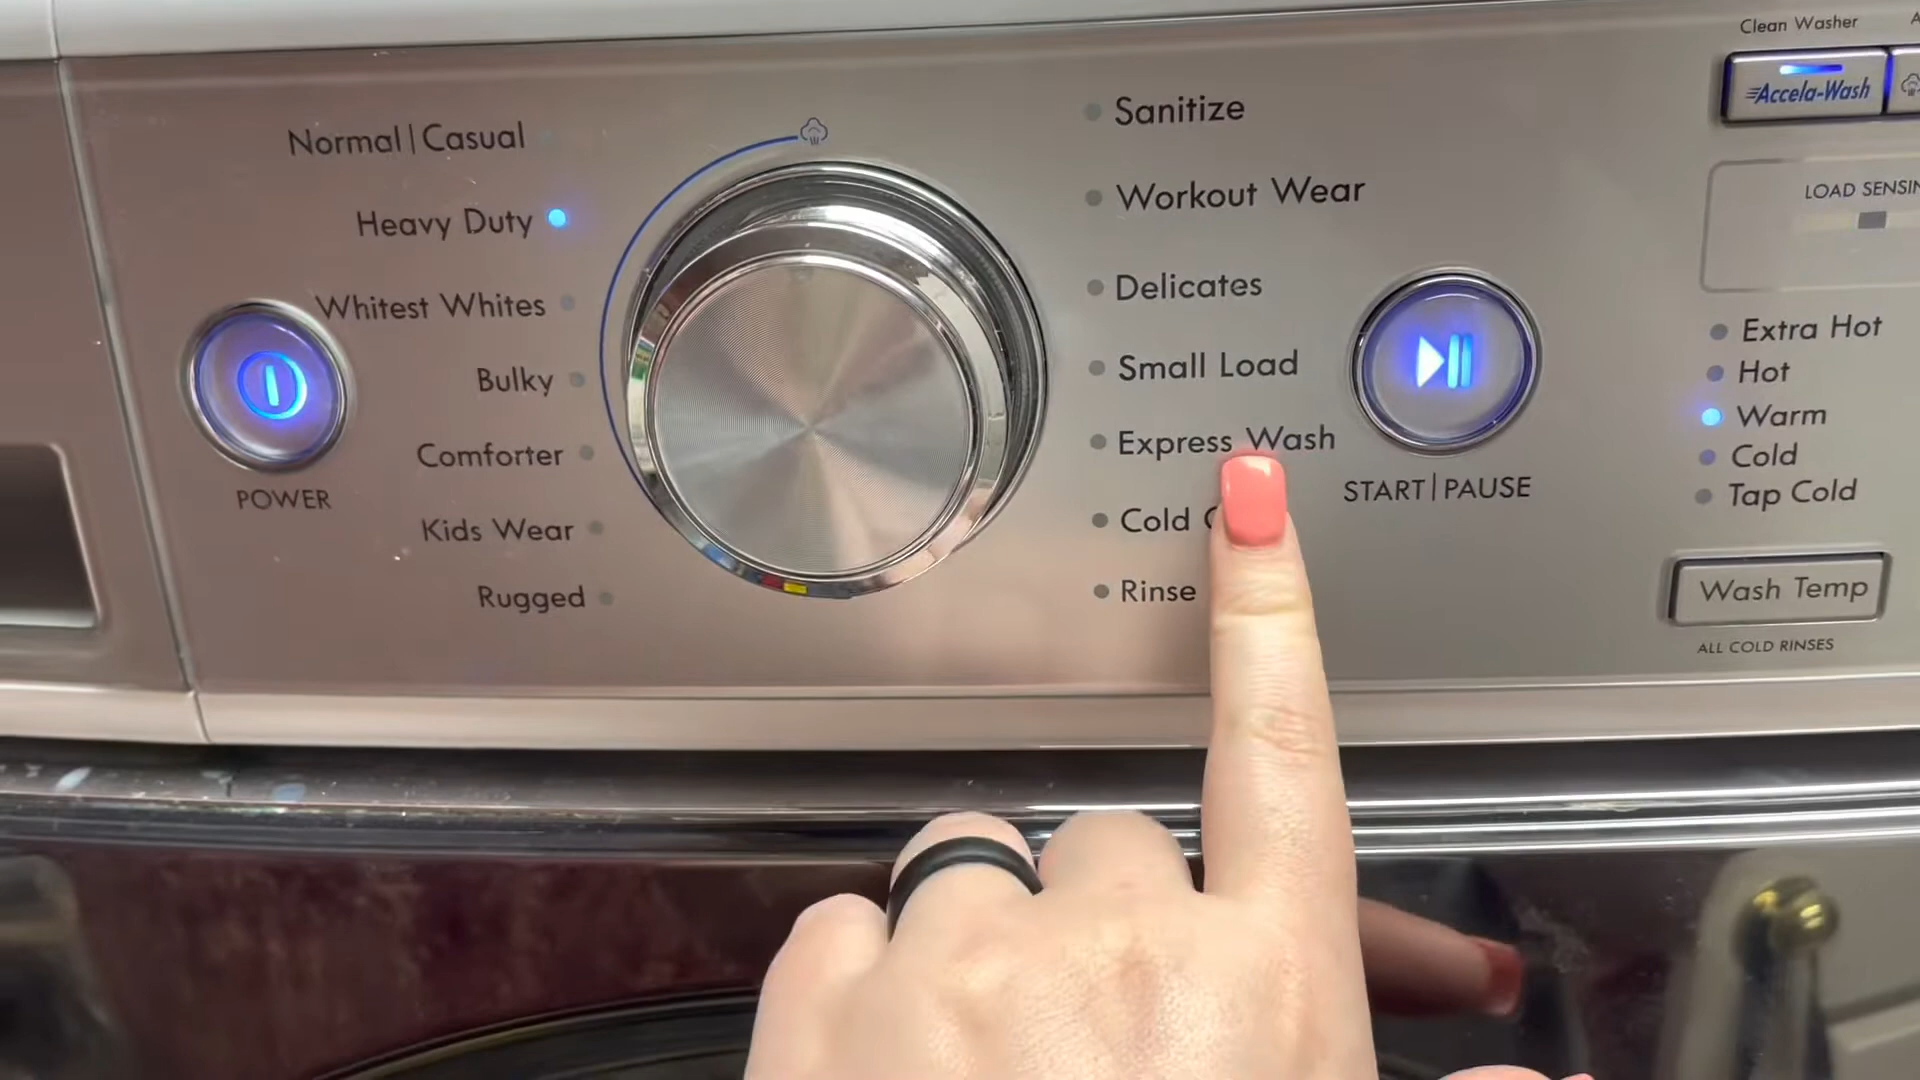 Normal|Casual
Heavy Duty
Whitest Whites
Bulky
Comforter
Kids Wear
Rugged
POWER
Sanitize
Workout Wear
Delicates
Small Load
Express Wash
Cold
Rinse
START|PAUSE
Clean Washer
Accela-Wash
LOAD
Extra Hot
Hot
Warm
Cold
Tap Cold
Wash Temp
ALL COLD RINSES